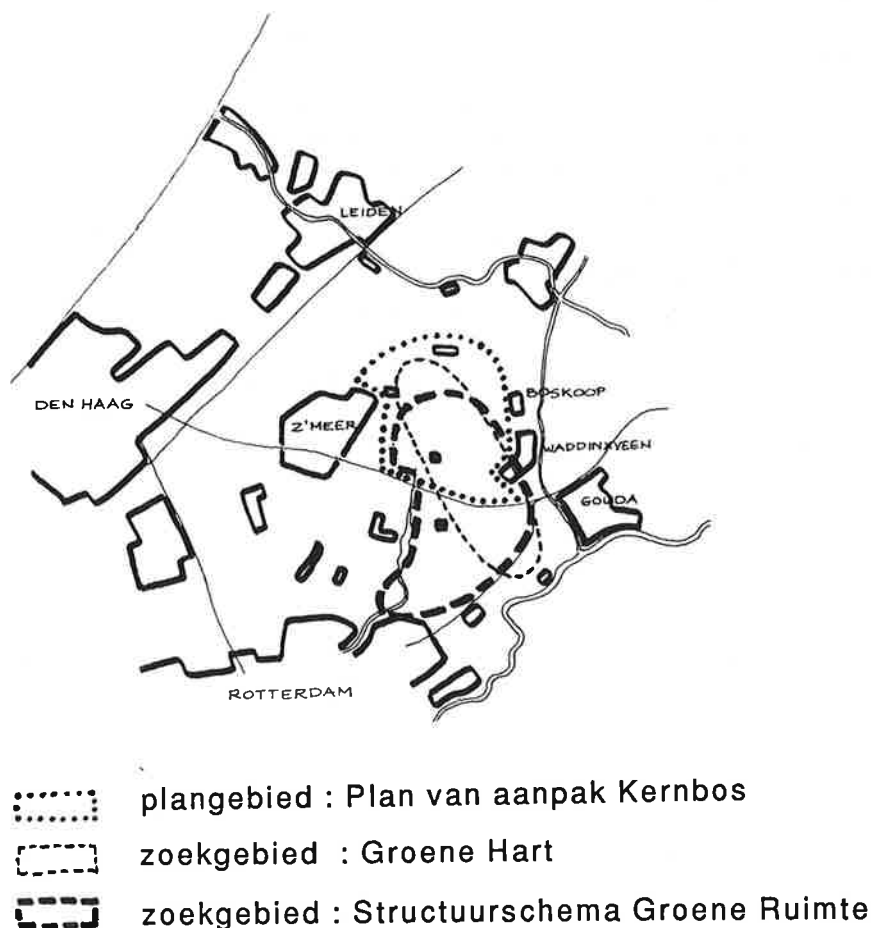 LEIDEN
BOSKOOP
DEN HAAG
Z'MEER
WADDINXVEEN
GOUDA
ROTTERDAM
plangebied : Plan van aanpak Kernbos
zoekgebied : Groene Hart
zoekgebied : Structuurschema Groene Ruimte